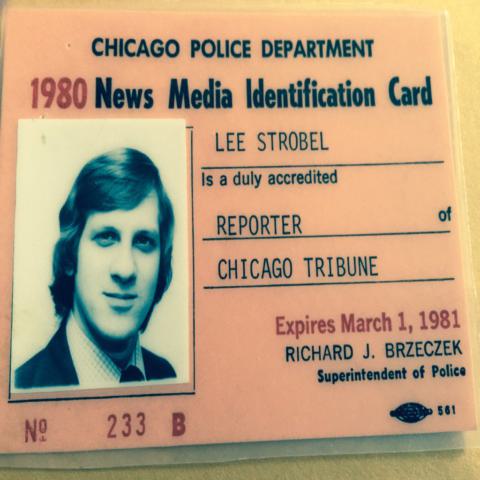 CHICAGO POLICE DEPARTMENT
1980 News Media Identification Card
LEE STROBEL
Is a duly accredited
REPORTER of
CHICAGO TRIBUNE
Expires March 1, 1981
RICHARD J. BRZECZEK
Superintendent of Police
561
Nº 233 B